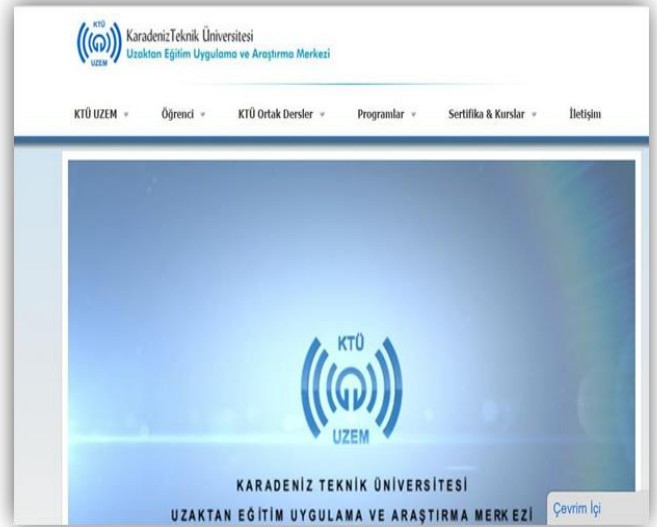 KTÜ
UZEM
KaradenizTeknik Üniversitesi
Uzaktan Eğitim Uygulama ve Araştırma Merkezi
KTÜ UZEM Öğrenci KTÜ Ortak Dersler Programlar Sertifika & Kurslar İletişim
KTÜ
UZEM
KARADENİZ TEKNİK ÜNİVERSİTESİ
UZAKTAN EĞİTİM UYGULAMA VE ARAŞTIRMA MERKEZİ
Çevrim İçi